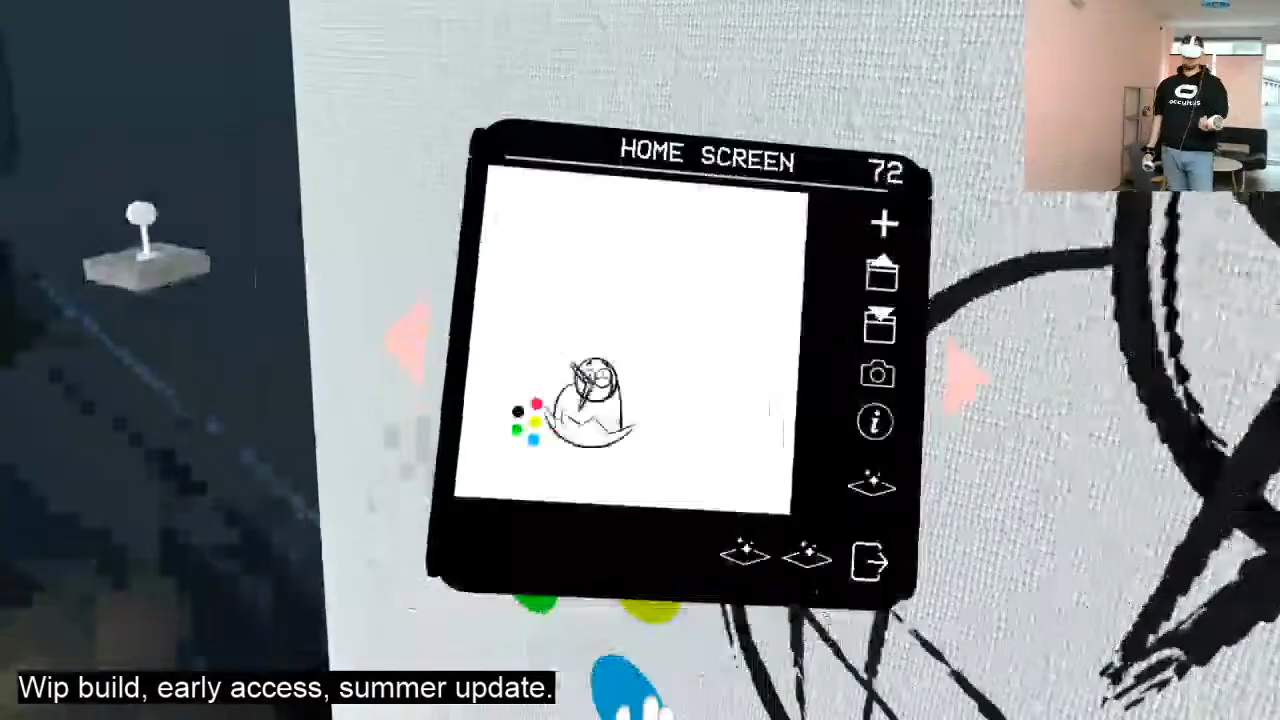 HOME SCREEN
72
i
oculus
Wip build, early access, summer update.